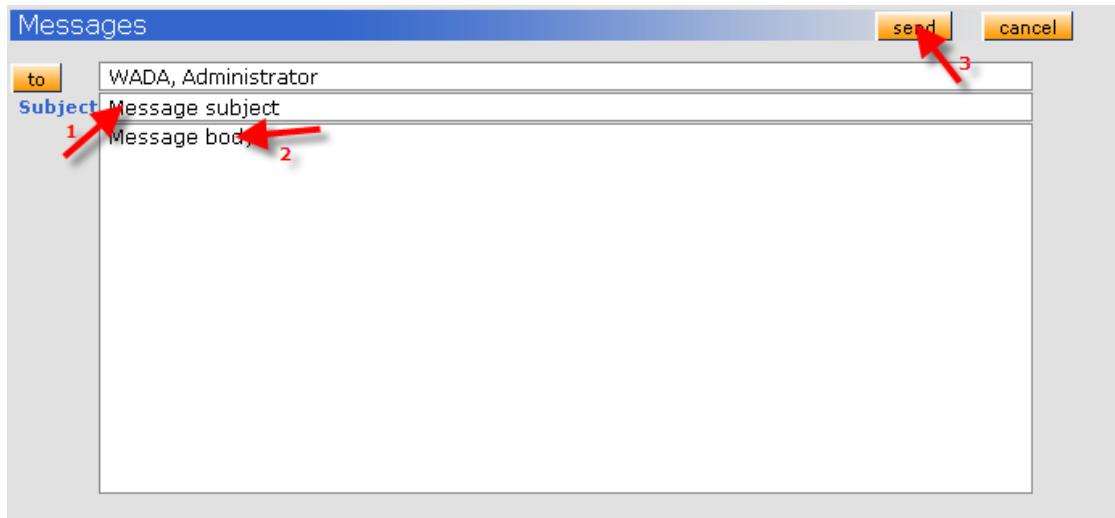 Messages send cancel
3
to WADA, Administrator
Subject Message subject
1
Message body
2